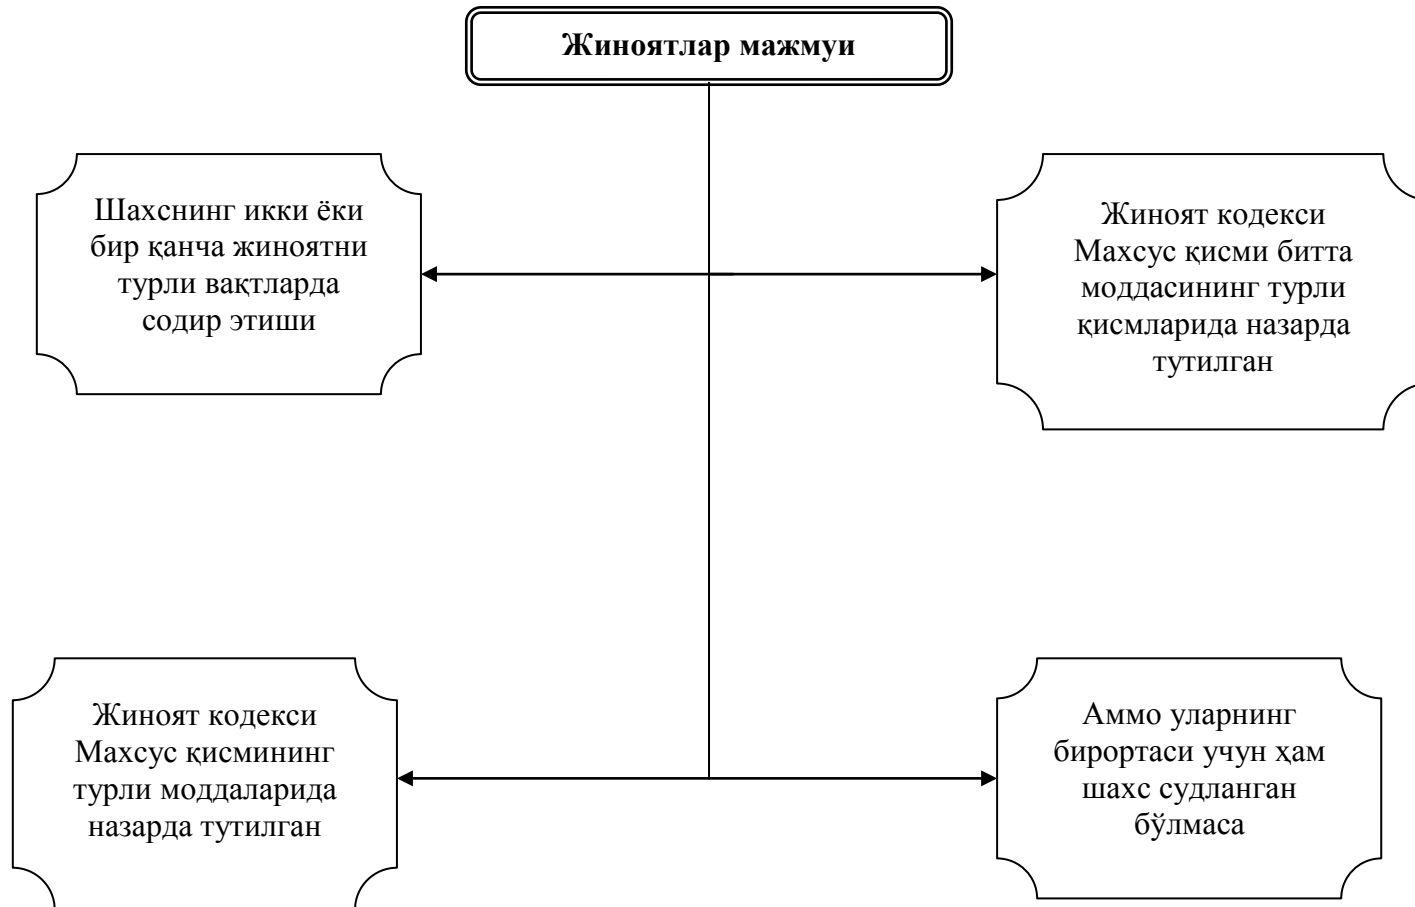 Жиноятлар мажмуи
Шахснинг икки ёки
бир қанча жиноятни
турли вақтларда
содир этиши
Жиноят кодекси
Махсус қисми битта
моддасининг турли
қисмларида назарда
тутилган
Жиноят кодекси
Махсус қисмининг
турли моддаларида
назарда тутилган
Аммо уларнинг
бирортаси учун ҳам
шахс судланган
бўлмаса